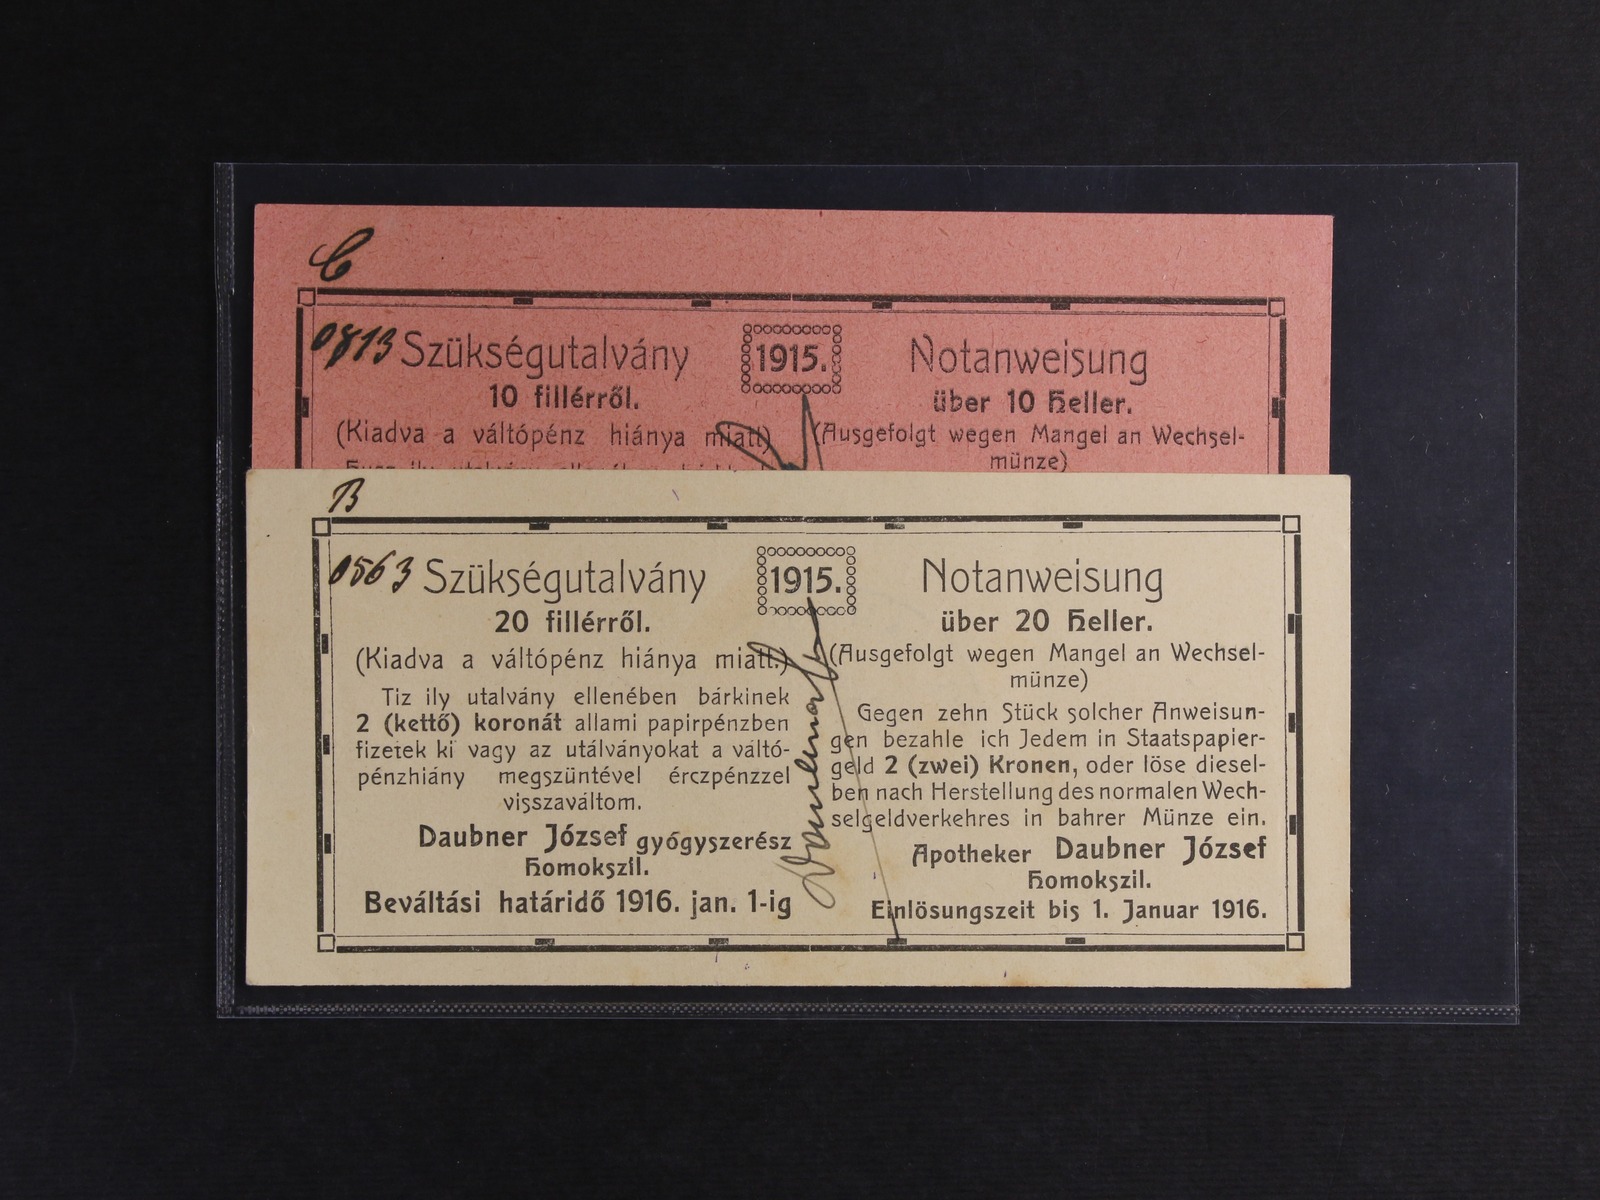 C
0813 Szükségutalvány
10 fillérről.
(Kiadva a váltópénz hiánya miatt)
1915.
Notanweisung
über 10 Heller.
(Ausgefolgt wegen Mangel an Wechsel-
münze)
B
0563 Szükségutalvány
20 fillérről.
(Kiadva a váltópénz hiánya miatt.)
Tiz ily utalvány ellenében bárkinek
2 (kettő) koronát allami papirpénzben
fizetek ki vagy az utálványokat a váltó-
pénzhiány megszüntével érczpénzzel
visszaváltom.
Daubner József gyógyszerész
Homokszil.
Beváltási határidő 1916. jan. 1-ig
1915.
Notanweisung
über 20 Heller.
(Ausgefolgt wegen Mangel an Wechsel-
münze)
Gegen zehn Stück solcher Anweisun-
gen bezahle ich Jedem in Staatspapier-
geld 2 (zwei) Kronen, oder löse diesel-
ben nach Herstellung des normalen Wech-
selgeldverkehres in bahrer Münze ein.
Apotheker Daubner József
Homokszil.
Einlösungszeit bis 1. Januar 1916.